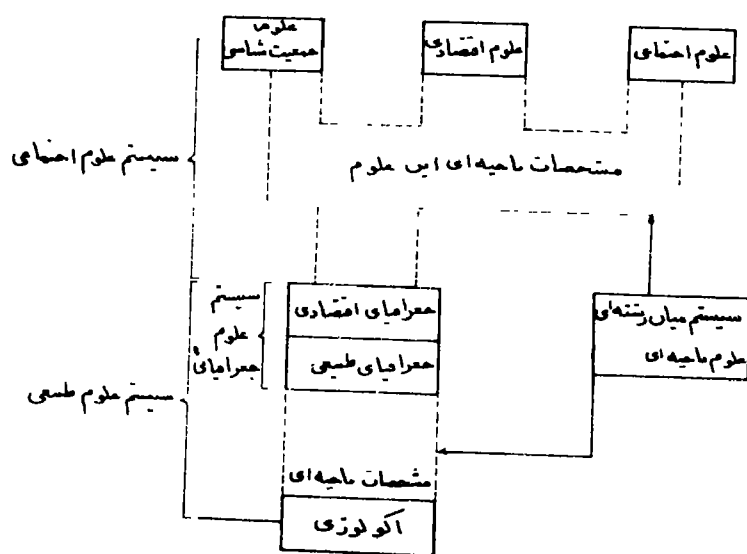 علوم اجتماعی
علوم اقتصادی
علوم
جمعیت شناسی
مشخصات ناحیه ای این علوم
سیستم علوم اجتماعی
سیستم میان رشته ای
علوم ناحیه ای
جغرافیای اقتصادی
جغرافیای طبیعی
سیستم
علوم
جغرافیائی
سیستم علوم طبیعی
مشخصات ناحیه ای
اکولوژی